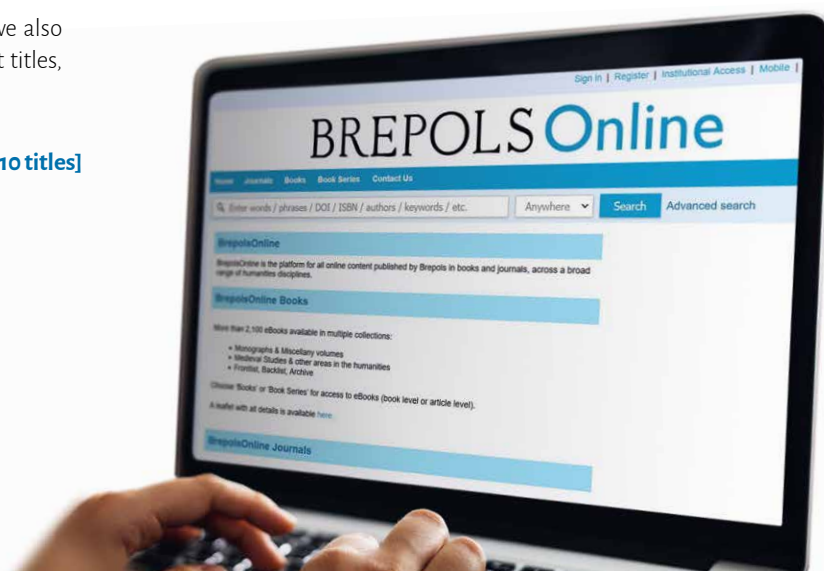 ve also
t titles,
10 titles]
Sign in | Register | Institutional Access | Mobile |
BREPOLS Online
Home Journals Books Book Series Contact Us
Enter words / phrases / DOI / ISBN / authors / keywords / etc. Anywhere Search Advanced search
BrepolsOnline
BrepolsOnline is the platform for all online content published by Brepols in books and journals, across a broad
range of humanities disciplines.
BrepolsOnline Books
More than 2,100 eBooks available in multiple collections:
• Monographs & Miscellany volumes
• Medieval Studies & other areas in the humanities
• Frontlist, Backlist, Archive
Choose 'Books' or 'Book Series' for access to eBooks (book level or article level).
A leaflet with all details is available here.
BrepolsOnline Journals